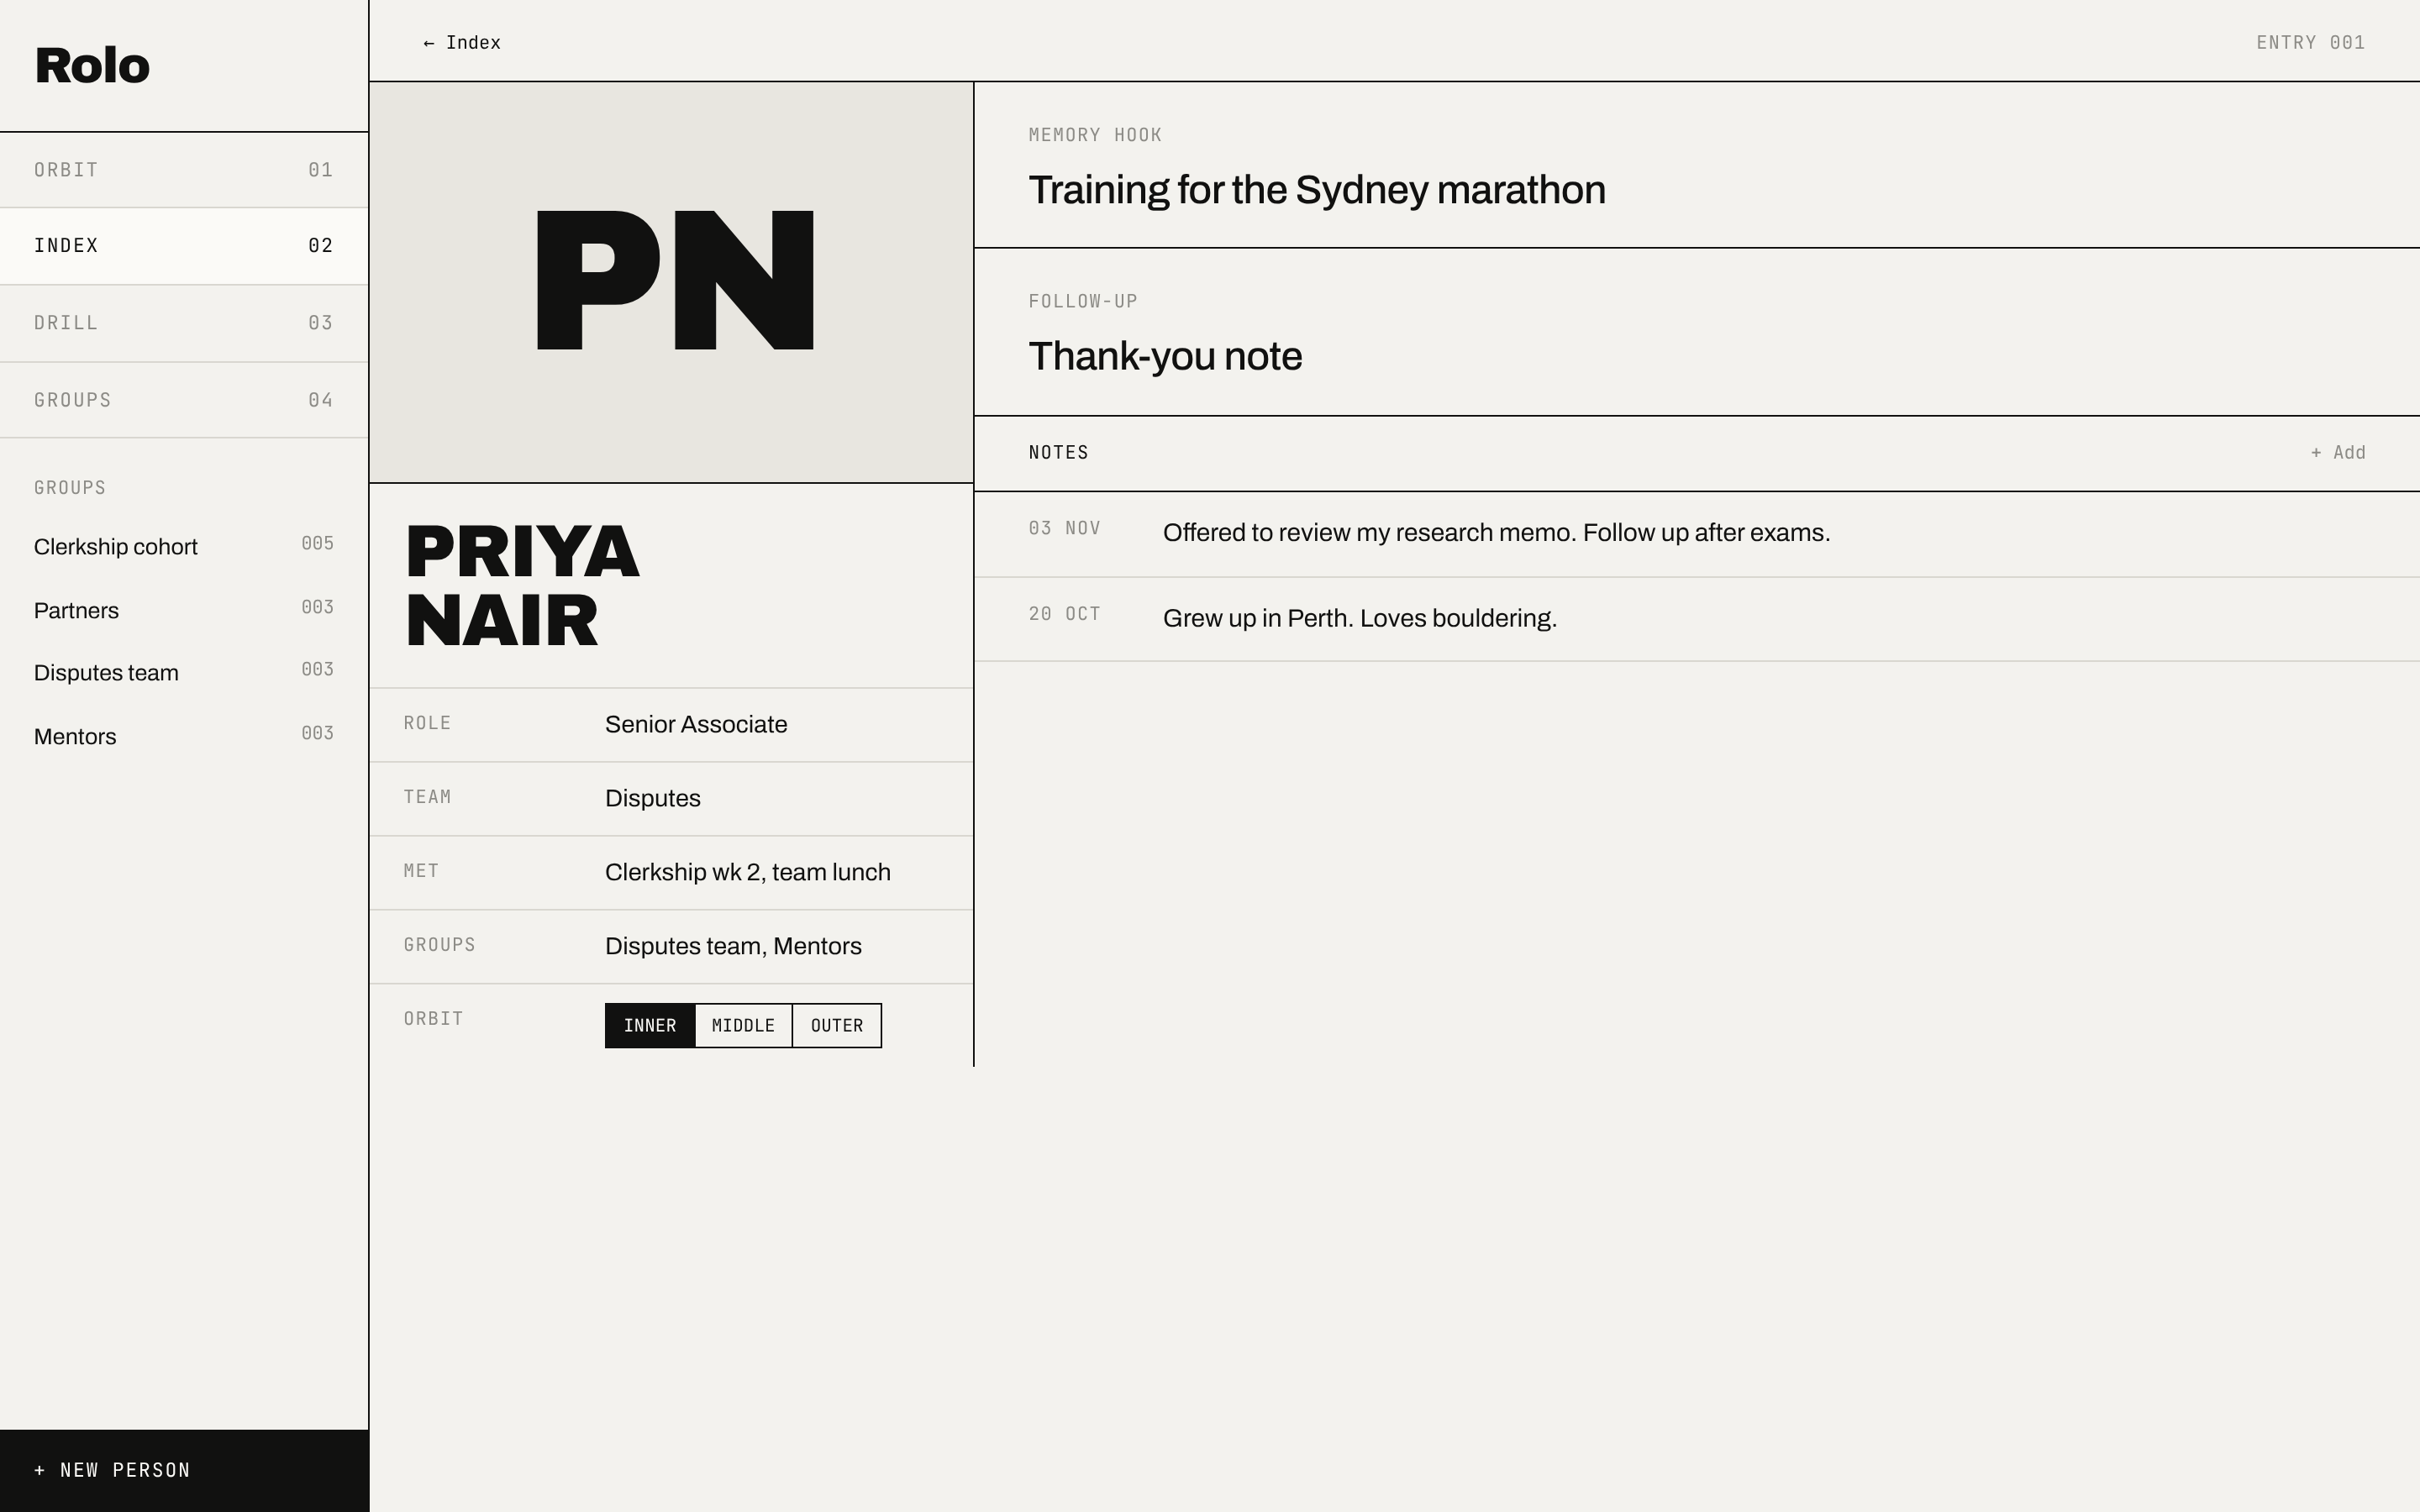 Rolo
ORBIT 01
INDEX 02
DRILL 03
GROUPS 04
GROUPS
Clerkship cohort 005
Partners 003
Disputes team 003
Mentors 003
+ NEW PERSON
← Index
ENTRY 001
PN
PRIYA
NAIR
ROLE Senior Associate
TEAM Disputes
MET Clerkship wk 2, team lunch
GROUPS Disputes team, Mentors
ORBIT INNER MIDDLE OUTER
MEMORY HOOK
Training for the Sydney marathon
FOLLOW-UP
Thank-you note
NOTES + Add
03 NOV Offered to review my research memo. Follow up after exams.
20 OCT Grew up in Perth. Loves bouldering.